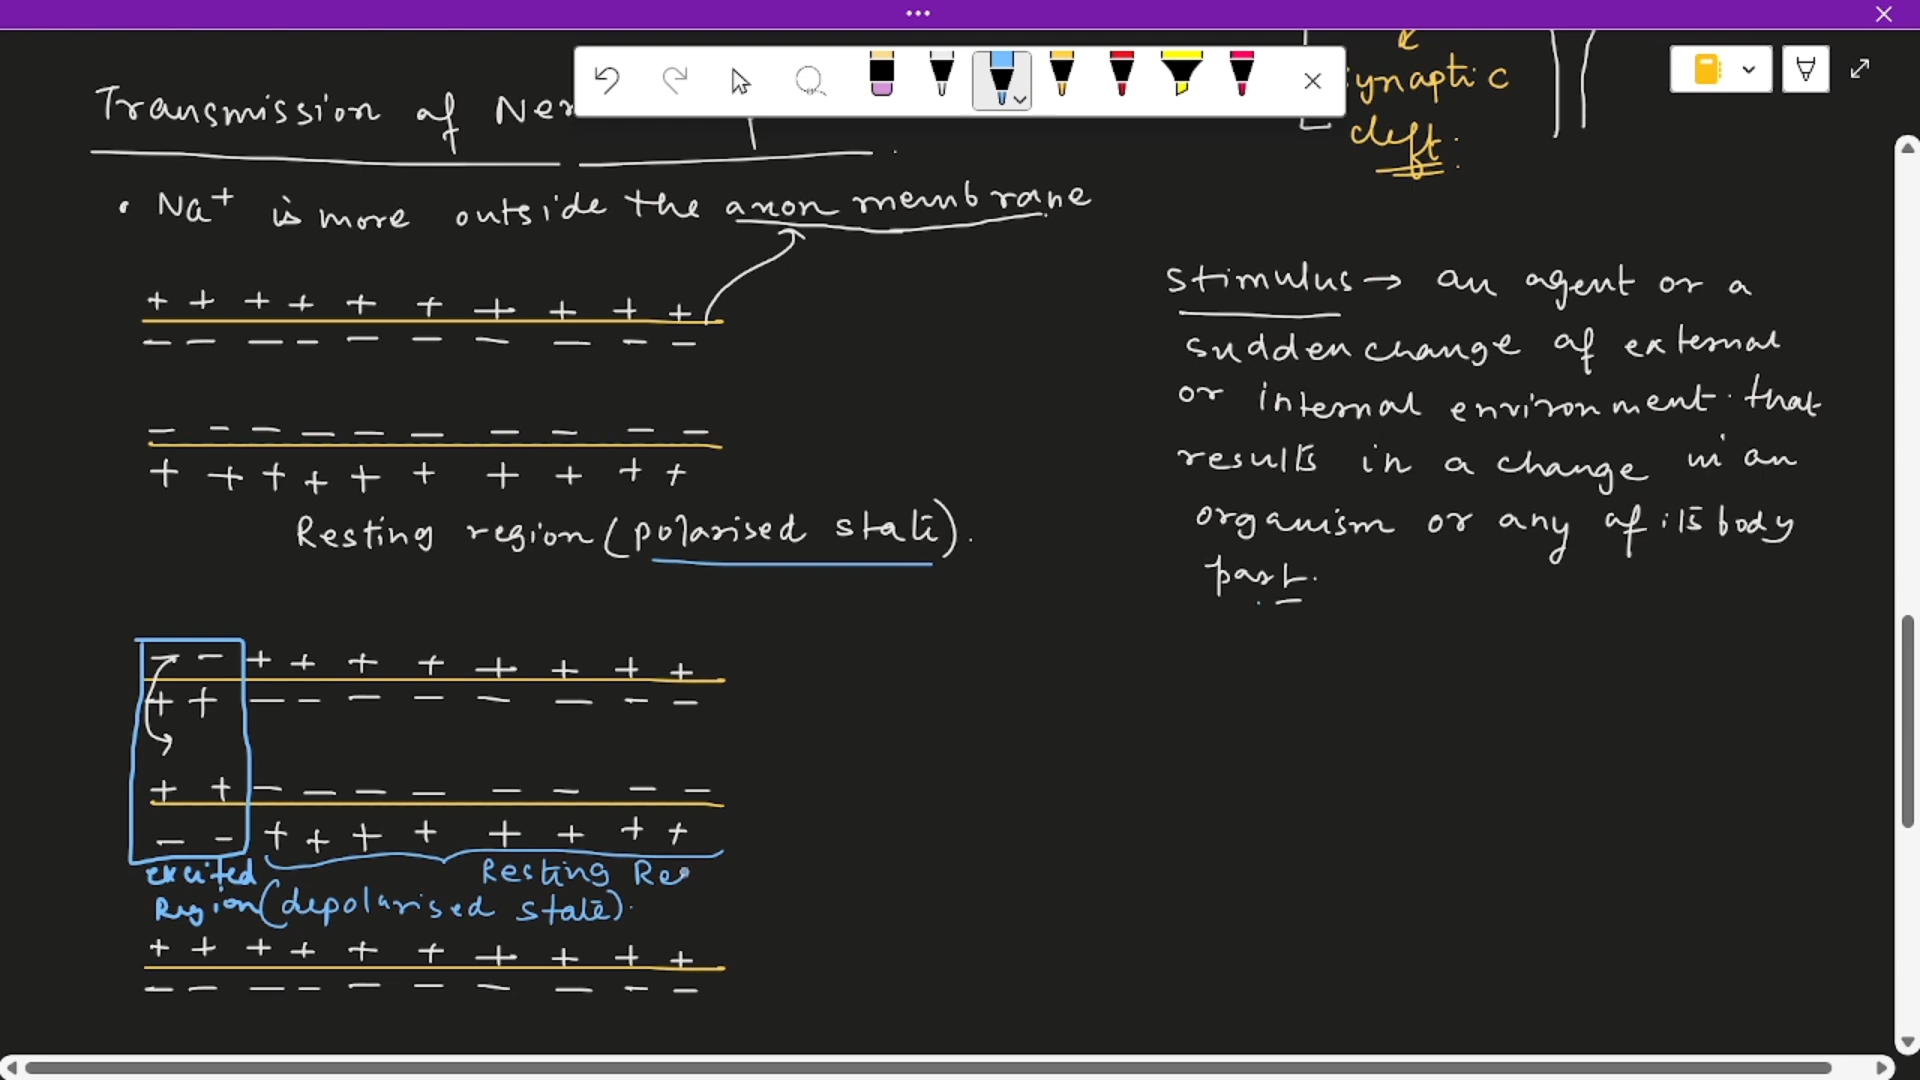 Transmission of Ner
synaptic
cleft.
• Na+ is more outside the axon membrane
+ + + + + + + + + +
− − − − − − − − − −
− − − − − − − − − −
+ + + + + + + + + +
Resting region (polarised state).
stimulus → an agent or a
sudden change of external
or internal environment that
results in a change in an
organism or any of its body
part.
− − + + + + + + + +
+ + − − − − − − − −
+ + − − − − − − − −
− − + + + + + + + +
excited
Region (depolarised state).
Resting Re
+ + + + + + + + + +
− − − − − − − − − −